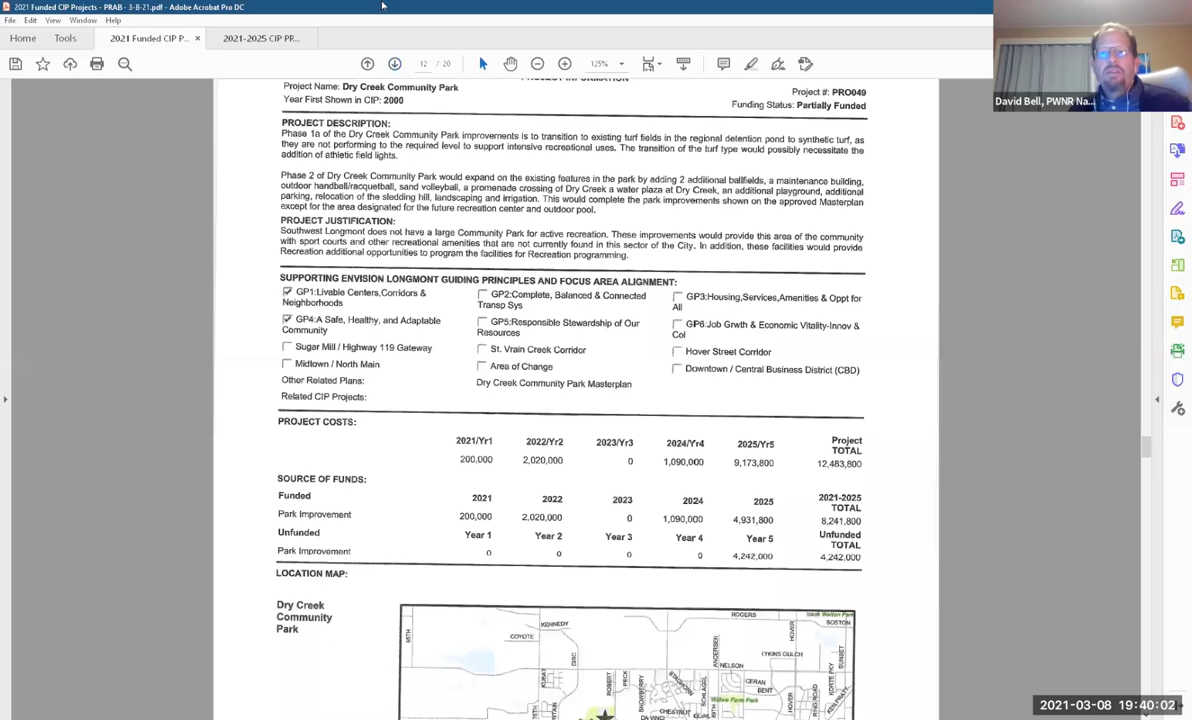 2021 Funded CIP Projects - PRAB - 3-8-21.pdf - Adobe Acrobat Pro DC
File Edit View Window Help
Home Tools 2021 Funded CIP P... × 2021-2025 CIP PR...
12 / 20 125%
David Bell, PWNR Na...
Project Name: Dry Creek Community Park
Project #: PRO049
Year First Shown in CIP: 2000
Funding Status: Partially Funded
PROJECT DESCRIPTION:
Phase 1a of the Dry Creek Community Park improvements is to transition to existing turf fields in the regional detention pond to synthetic turf, as
they are not performing to the required level to support intensive recreational uses. The transition of the turf type would possibly necessitate the
addition of athletic field lights.
Phase 2 of Dry Creek Community Park would expand on the existing features in the park by adding 2 additional ballfields, a maintenance building,
outdoor handbell/racquetball, sand volleyball, a promenade crossing of Dry Creek a water plaza at Dry Creek, an additional playground, additional
parking, relocation of the sledding hill, landscaping and irrigation. This would complete the park improvements shown on the approved Masterplan
except for the area designated for the future recreation center and outdoor pool.
PROJECT JUSTIFICATION:
Southwest Longmont does not have a large Community Park for active recreation. These improvements would provide this area of the community
with sport courts and other recreational amenities that are not currently found in this sector of the City. In addition, these facilities would provide
Recreation additional opportunities to program the facilities for Recreation programming.
SUPPORTING ENVISION LONGMONT GUIDING PRINCIPLES AND FOCUS AREA ALIGNMENT:
GP1:Livable Centers,Corridors & Neighborhoods
GP2:Complete, Balanced & Connected Transp Sys
GP3:Housing,Services,Amenities & Oppt for All
GP4:A Safe, Healthy, and Adaptable Community
GP5:Responsible Stewardship of Our Resources
GP6:Job Grwth & Economic Vitality-Innov & Col
Sugar Mill / Highway 119 Gateway
St. Vrain Creek Corridor
Hover Street Corridor
Midtown / North Main
Area of Change
Downtown / Central Business District (CBD)
Other Related Plans: Dry Creek Community Park Masterplan
Related CIP Projects:
PROJECT COSTS:
2021/Yr1 2022/Yr2 2023/Yr3 2024/Yr4 2025/Yr5 Project TOTAL
200,000 2,020,000 0 1,090,000 9,173,800 12,483,800
SOURCE OF FUNDS:
Funded 2021 2022 2023 2024 2025 2021-2025 TOTAL
Park Improvement 200,000 2,020,000 0 1,090,000 4,931,800 8,241,800
Unfunded Year 1 Year 2 Year 3 Year 4 Year 5 Unfunded TOTAL
Park Improvement 0 0 0 0 4,242,000 4,242,000
LOCATION MAP:
Dry Creek
Community
Park
ROGERS
BOSTON
KENNEDY
COYOTE
HOVER
LYKINS GULCH
SUNSET
95TH
DISC
ANDERSEN
NELSON
ROBERT
PECK
GERAN
BENT
Willow Farm Park
CHESTNUT
DA VINCI
2021-03-08 19:40:02